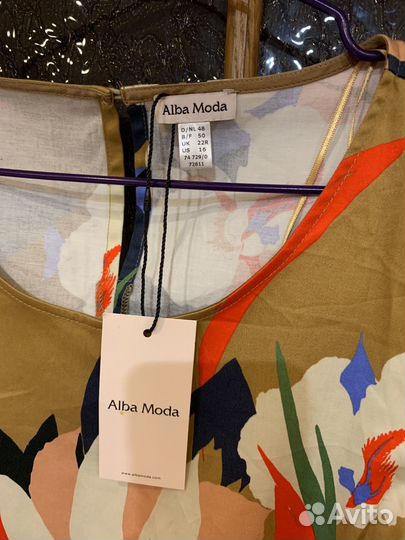 Alba Moda
D/NL 48
B/F 50
UK 22R
US 16
74 729/0
72611
Alba Moda
www.albamoda.com
Avito